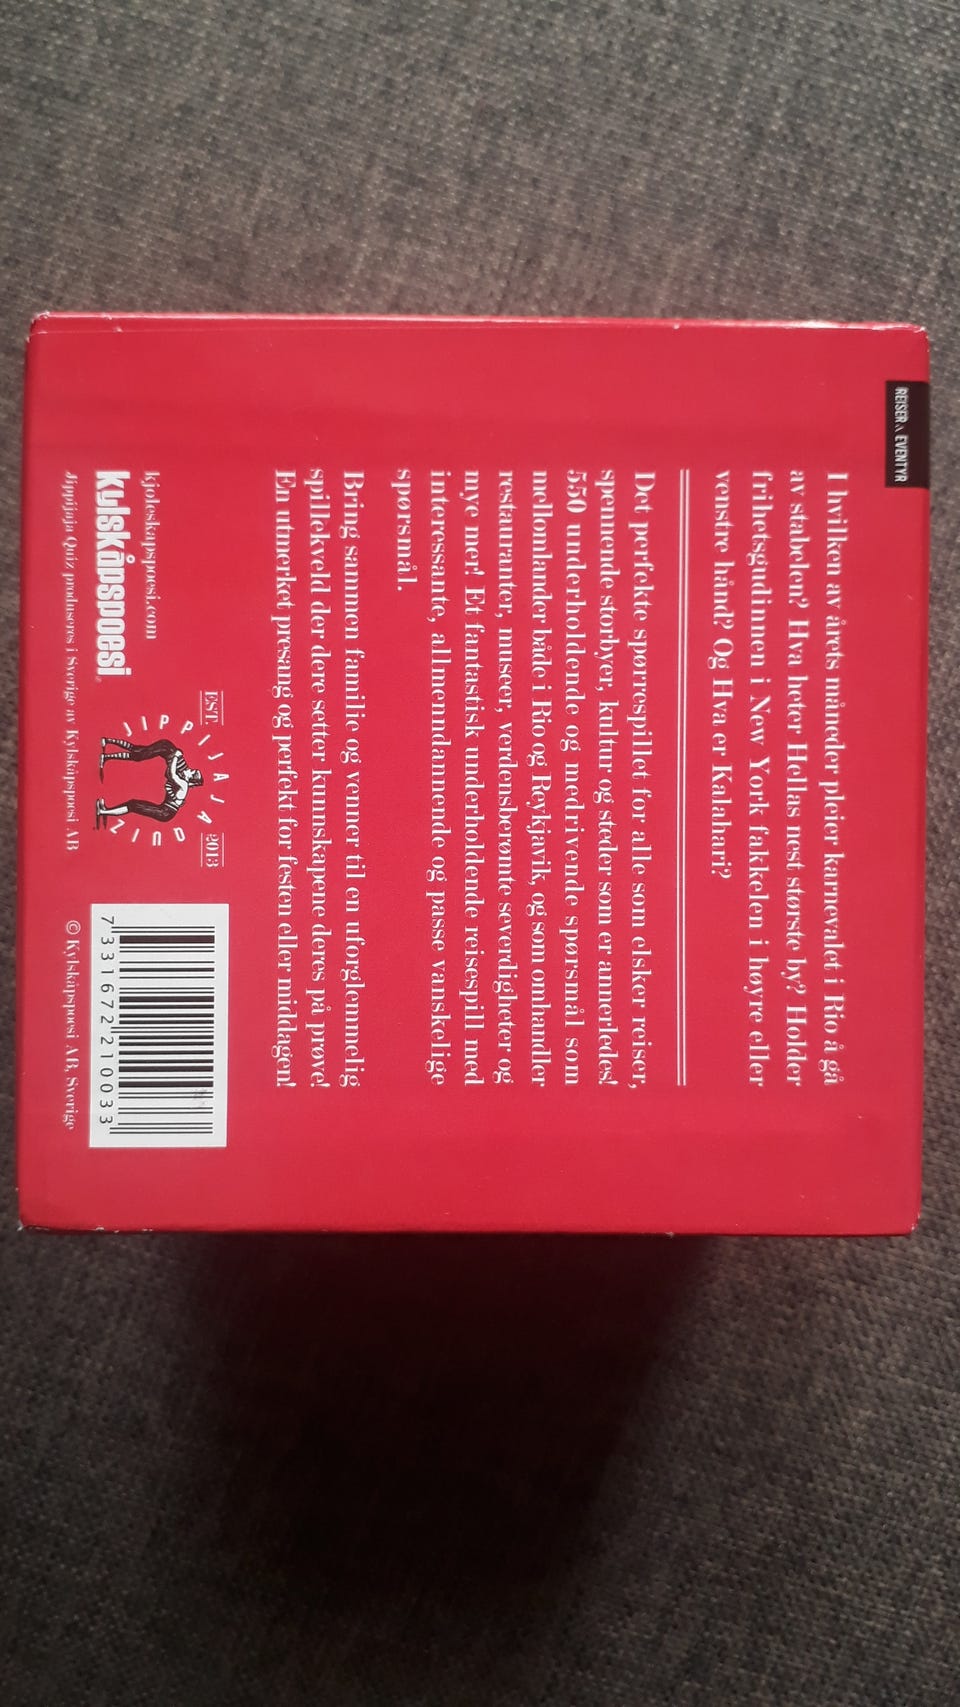 REISER & EVENTYR
I hvilken av årets måneder pleier karnevalet i Rio å gå
av stabelen? Hva heter Hellas nest største by? Holder
frihetsgudinnen i New York fakkelen i høyre eller
venstre hånd? Og Hva er Kalahari?
Det perfekte spørrespillet for alle som elsker reiser,
spennende storbyer, kultur og steder som er annerledes!
550 underholdende og medrivende spørsmål som
mellomlander både i Rio og Reykjavik, og som omhandler
restauranter, museer, verdensberømte severdigheter og
mye mer! Et fantastisk underholdende reisespill med
interessante, allmenndannende og passe vanskelige
spørsmål.
Bring sammen familie og venner til en uforglemmelig
spillekveld der dere setter kunnskapene deres på prøve!
En utmerket presang og perfekt for festen eller middagen!
EST 2013
JIPPIJAJA QUIZ
kjoleskapspoesi.com
kylskåpspoesi®
Jippijaja Quiz produseres i Sverige av Kylskåpspoesi AB
7 331672 210033
© Kylskåpspoesi AB, Sverige